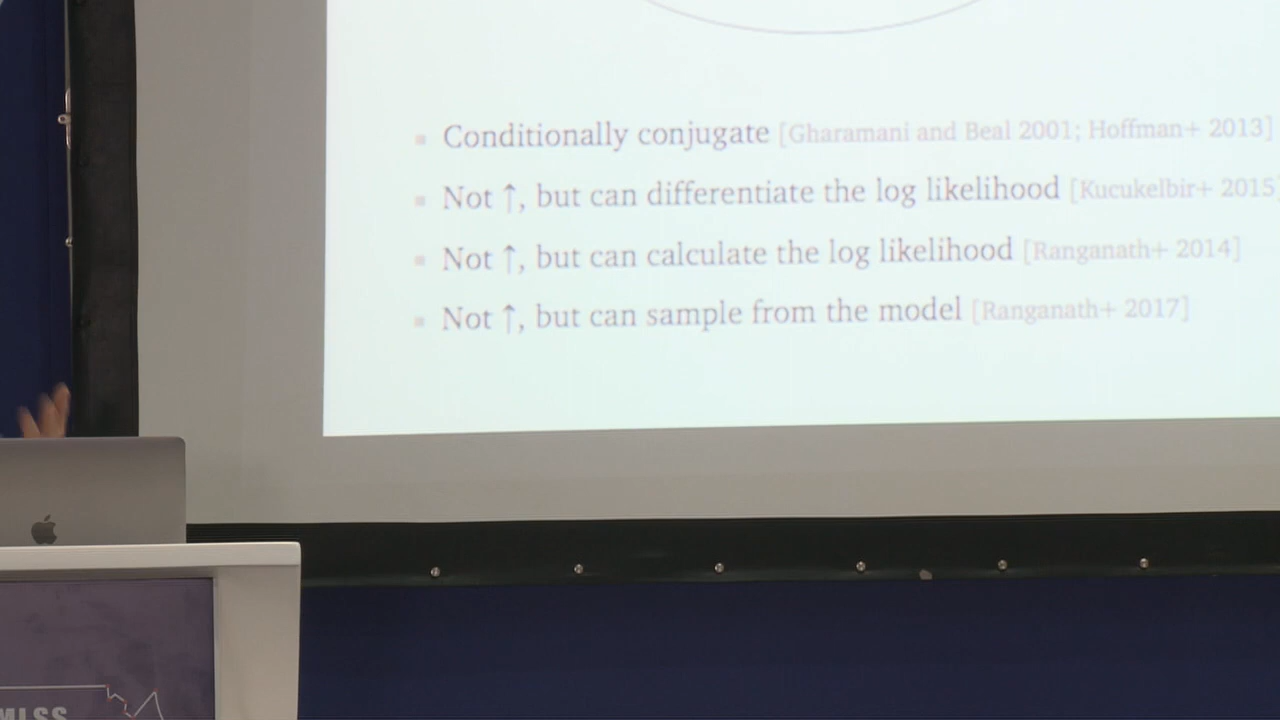 Conditionally conjugate [Gharamani and Beal 2001; Hoffman+ 2013]
Not ↑, but can differentiate the log likelihood [Kucukelbir+ 2015]
Not ↑, but can calculate the log likelihood [Ranganath+ 2014]
Not ↑, but can sample from the model [Ranganath+ 2017]
MLSS